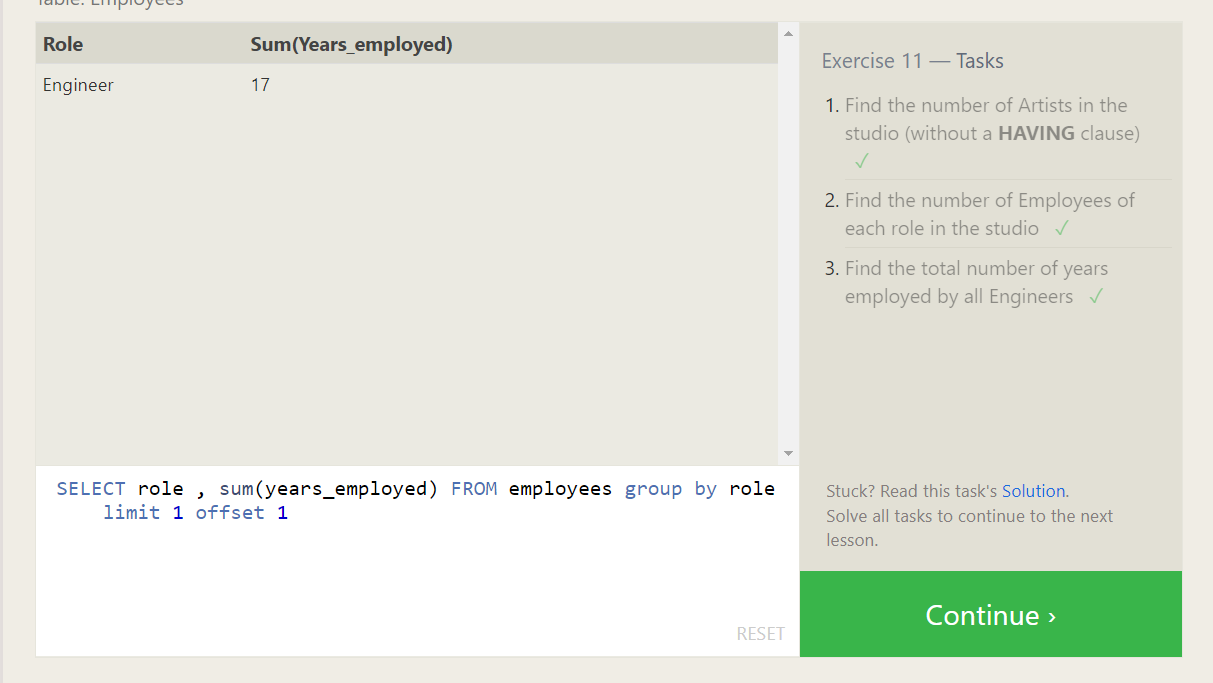 Table: Employees
Role Sum(Years_employed)
Engineer 17
SELECT role , sum(years_employed) FROM employees group by role
limit 1 offset 1
RESET
Exercise 11 — Tasks
1. Find the number of Artists in the
studio (without a HAVING clause)
✓
2. Find the number of Employees of
each role in the studio ✓
3. Find the total number of years
employed by all Engineers ✓
Stuck? Read this task's Solution.
Solve all tasks to continue to the next
lesson.
Continue ›